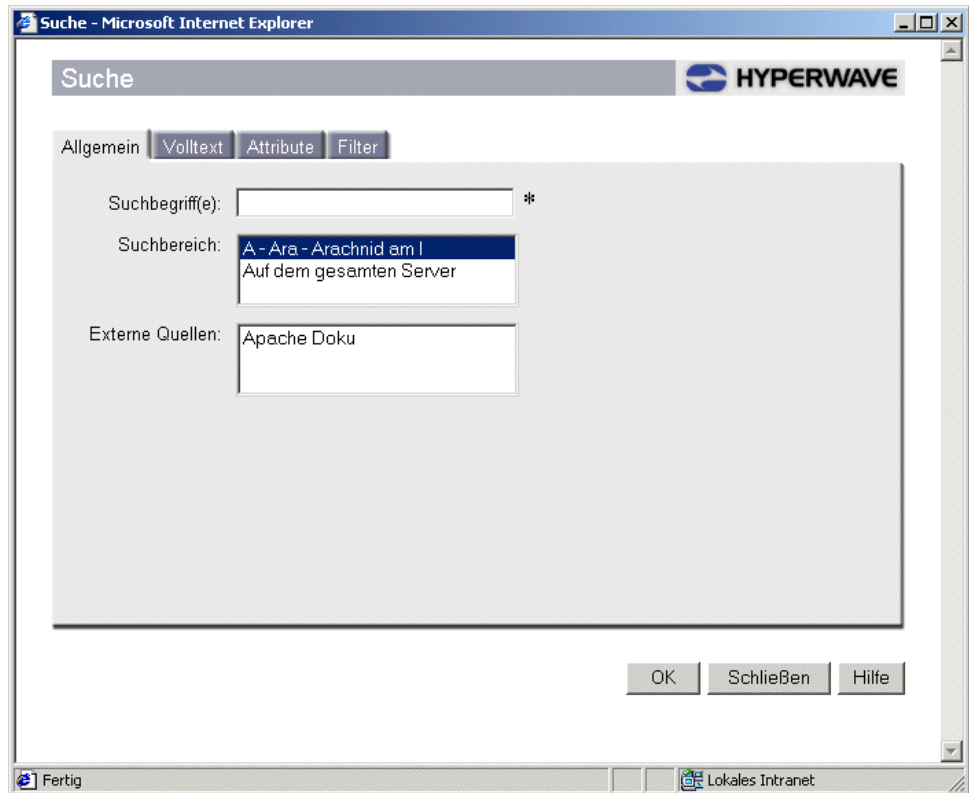 Suche - Microsoft Internet Explorer
Suche
HYPERWAVE
Allgemein Volltext Attribute Filter
Suchbegriff(e): *
Suchbereich: A - Ara - Arachnid am I
Auf dem gesamten Server
Externe Quellen: Apache Doku
OK Schließen Hilfe
Fertig Lokales Intranet